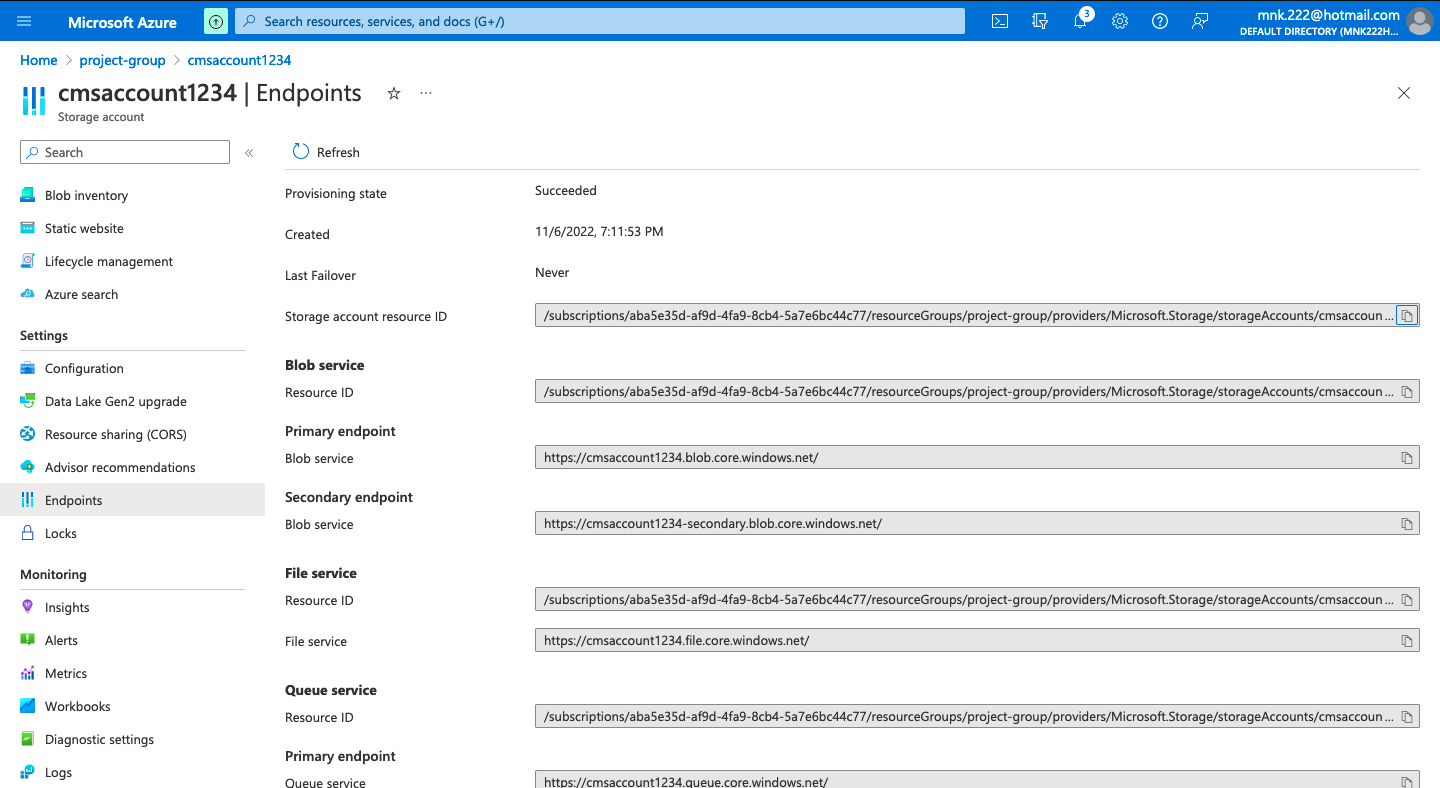 Microsoft Azure
Search resources, services, and docs (G+/)
3
mnk.222@hotmail.com
DEFAULT DIRECTORY (MNK222H...
Home > project-group > cmsaccount1234
cmsaccount1234 | Endpoints
Storage account
Search
Refresh
Blob inventory
Static website
Lifecycle management
Azure search
Settings
Configuration
Data Lake Gen2 upgrade
Resource sharing (CORS)
Advisor recommendations
Endpoints
Locks
Monitoring
Insights
Alerts
Metrics
Workbooks
Diagnostic settings
Logs
Provisioning state Succeeded
Created 11/6/2022, 7:11:53 PM
Last Failover Never
Storage account resource ID /subscriptions/aba5e35d-af9d-4fa9-8cb4-5a7e6bc44c77/resourceGroups/project-group/providers/Microsoft.Storage/storageAccounts/cmsaccoun...
Blob service
Resource ID /subscriptions/aba5e35d-af9d-4fa9-8cb4-5a7e6bc44c77/resourceGroups/project-group/providers/Microsoft.Storage/storageAccounts/cmsaccoun...
Primary endpoint
Blob service https://cmsaccount1234.blob.core.windows.net/
Secondary endpoint
Blob service https://cmsaccount1234-secondary.blob.core.windows.net/
File service
Resource ID /subscriptions/aba5e35d-af9d-4fa9-8cb4-5a7e6bc44c77/resourceGroups/project-group/providers/Microsoft.Storage/storageAccounts/cmsaccoun...
File service https://cmsaccount1234.file.core.windows.net/
Queue service
Resource ID /subscriptions/aba5e35d-af9d-4fa9-8cb4-5a7e6bc44c77/resourceGroups/project-group/providers/Microsoft.Storage/storageAccounts/cmsaccoun...
Primary endpoint
Queue service https://cmsaccount1234.queue.core.windows.net/